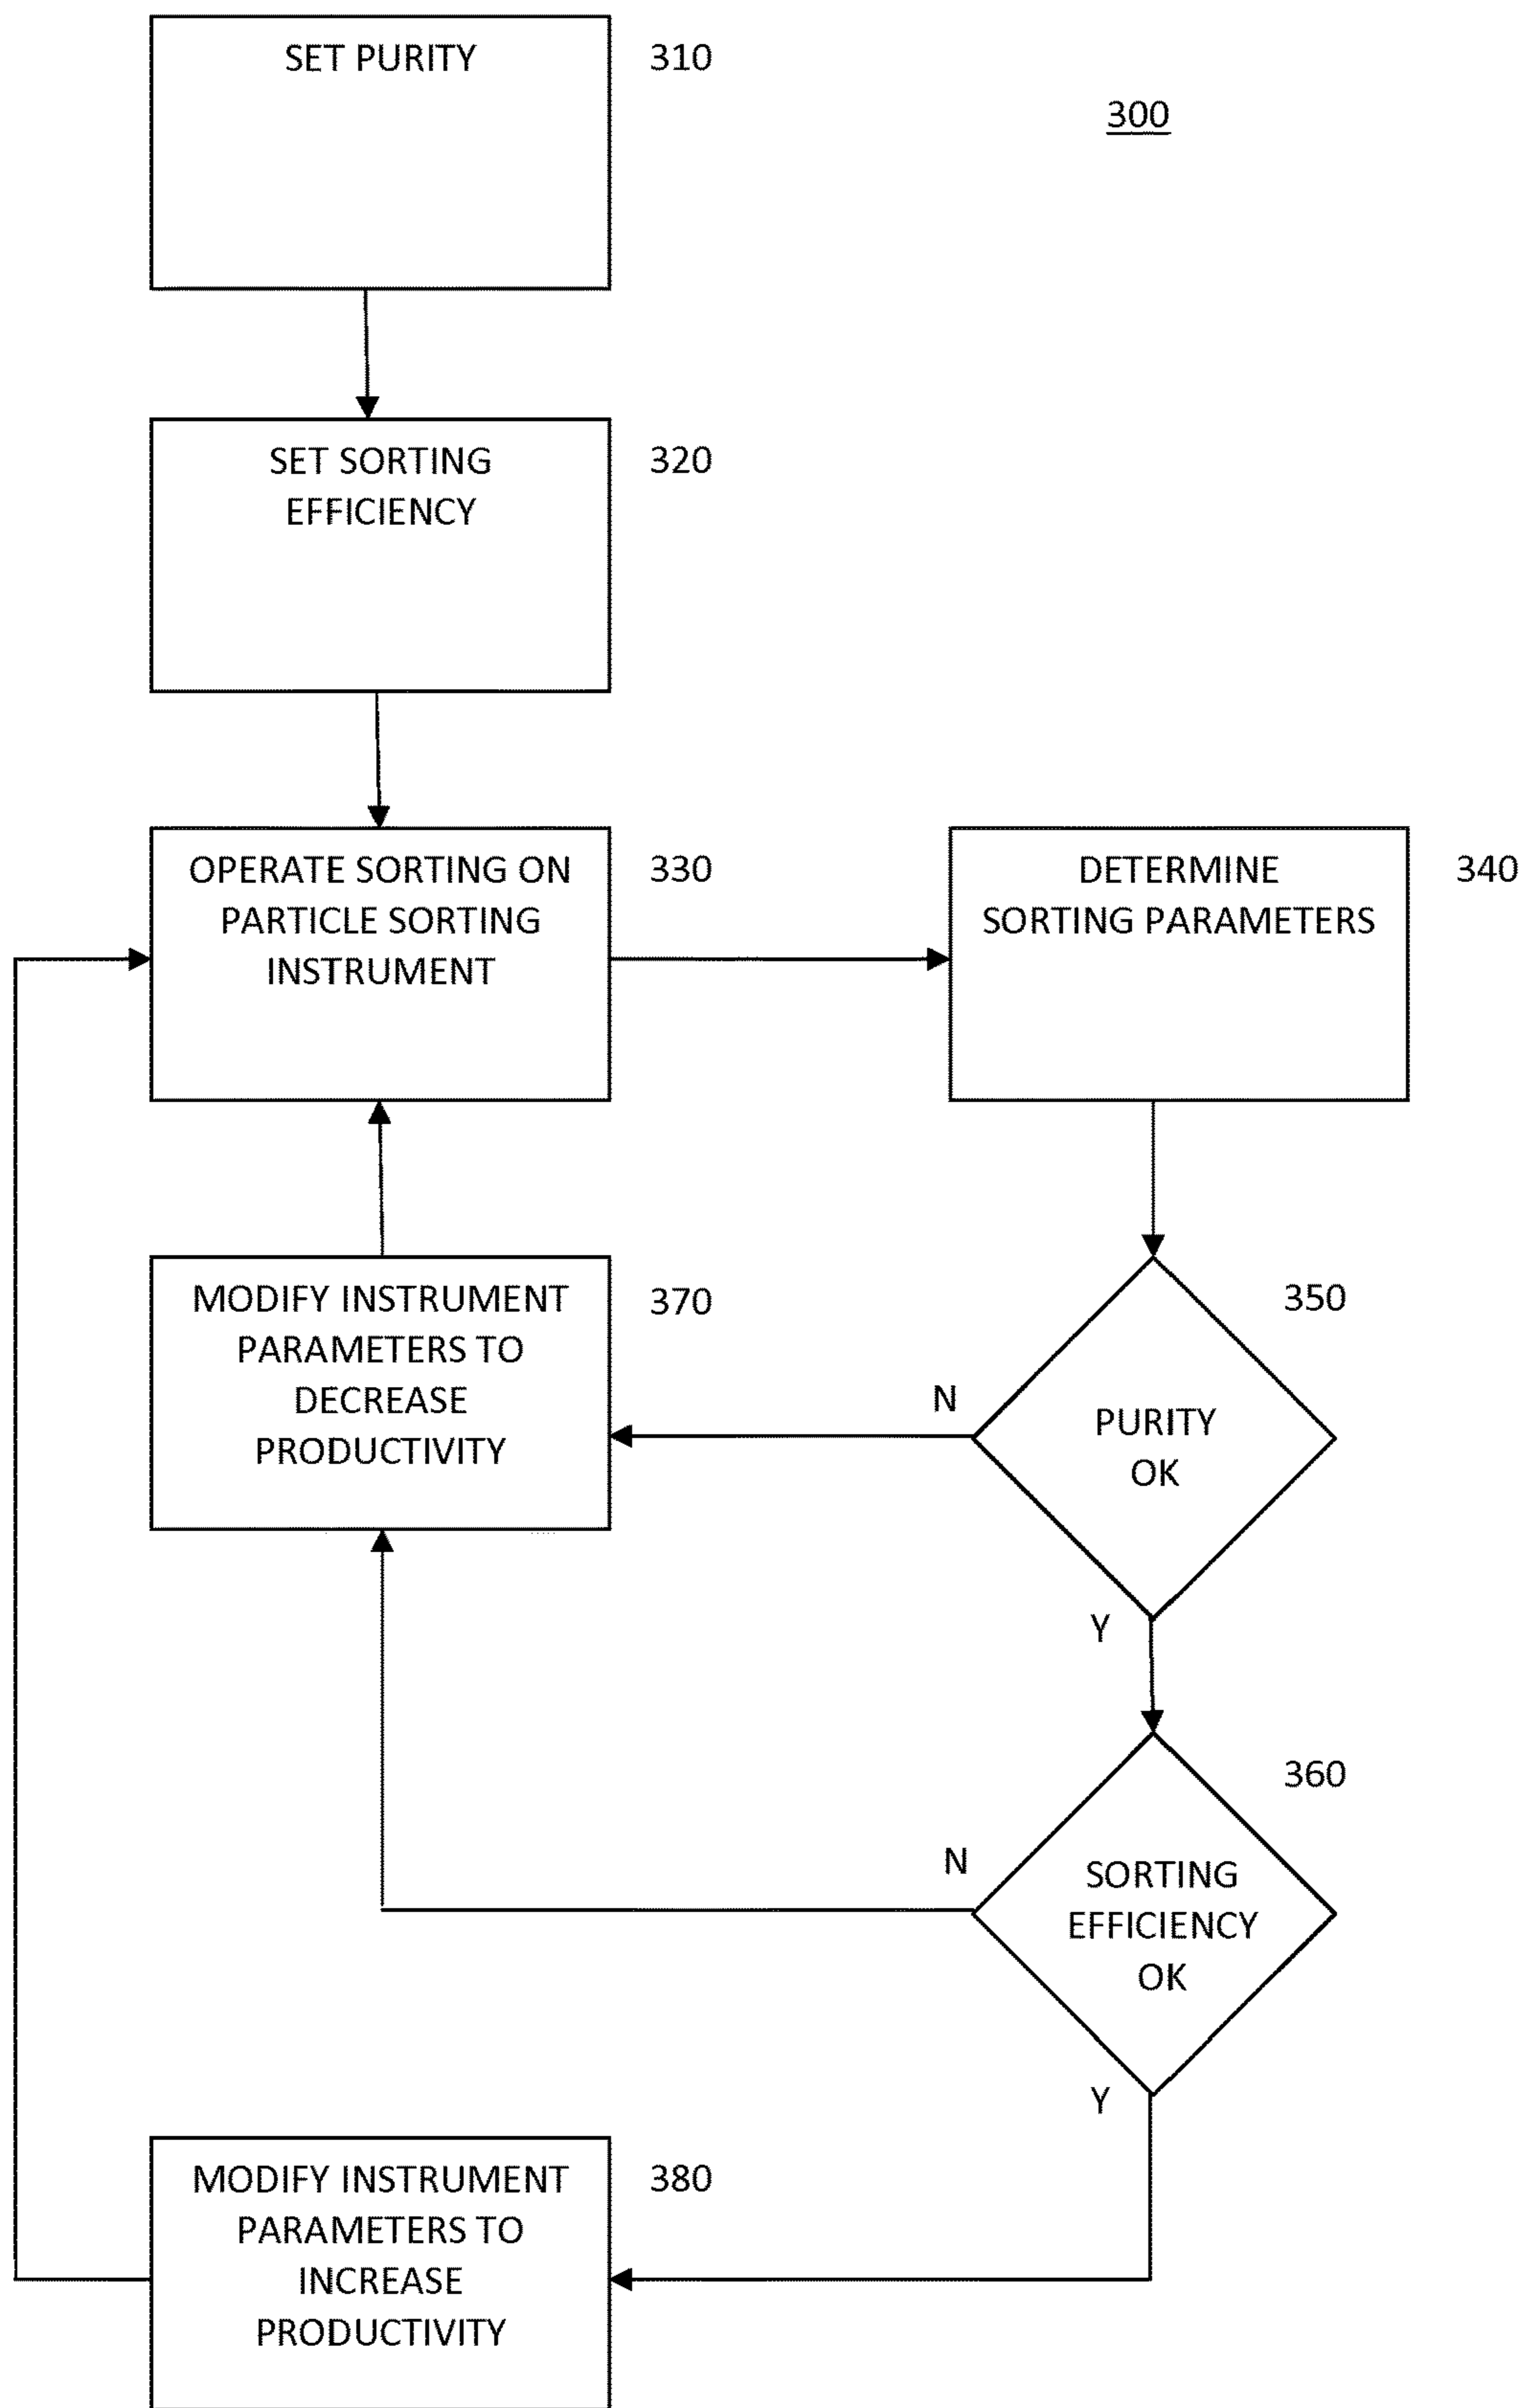 SET PURITY
310
300
SET SORTING
EFFICIENCY
320
OPERATE SORTING ON
PARTICLE SORTING
INSTRUMENT
330
DETERMINE
SORTING PARAMETERS
340
MODIFY INSTRUMENT
PARAMETERS TO
DECREASE
PRODUCTIVITY
370
N
350
PURITY
OK
Y
360
N
SORTING
EFFICIENCY
OK
Y
MODIFY INSTRUMENT
PARAMETERS TO
INCREASE
PRODUCTIVITY
380